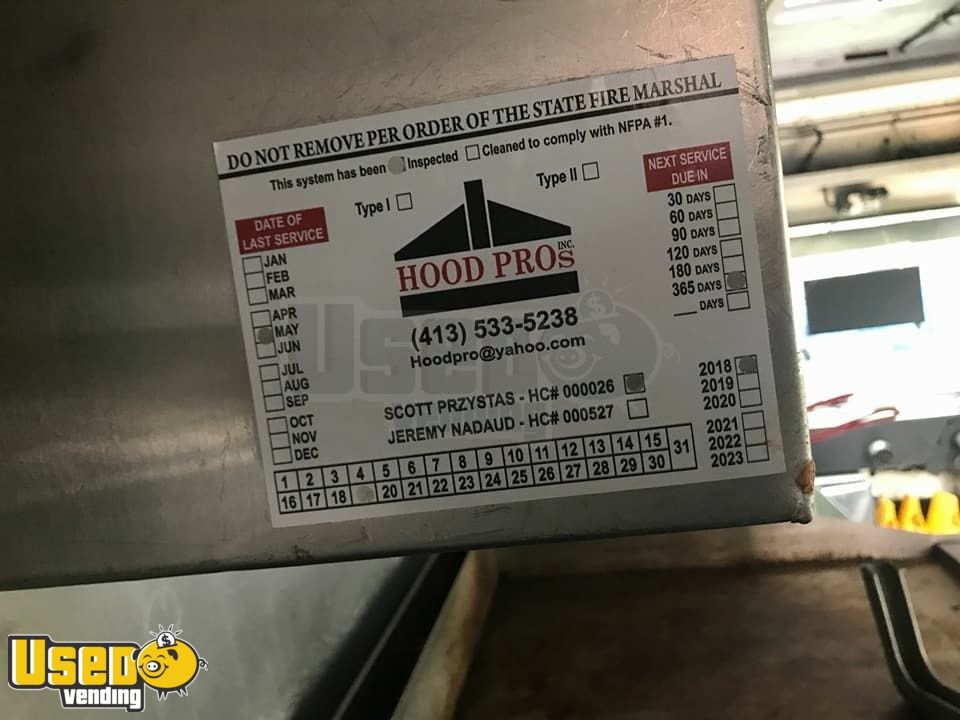 DO NOT REMOVE PER ORDER OF THE STATE FIRE MARSHAL
This system has been Inspected Cleaned to comply with NFPA #1.
Type I Type II
DATE OF
LAST SERVICE
JAN
FEB
MAR
APR
MAY
JUN
JUL
AUG
SEP
OCT
NOV
DEC
HOOD PROS INC.
(413) 533-5238
Hoodpro@yahoo.com
SCOTT PRZYSTAS - HC# 000026
JEREMY NADAUD - HC# 000527
NEXT SERVICE
DUE IN
30 DAYS
60 DAYS
90 DAYS
120 DAYS
180 DAYS
365 DAYS
___ DAYS
2018
2019
2020
2021
2022
2023
1 2 3 4 5 6 7 8 9 10 11 12 13 14 15 31
16 17 18 20 21 22 23 24 25 26 27 28 29 30
USED
vending